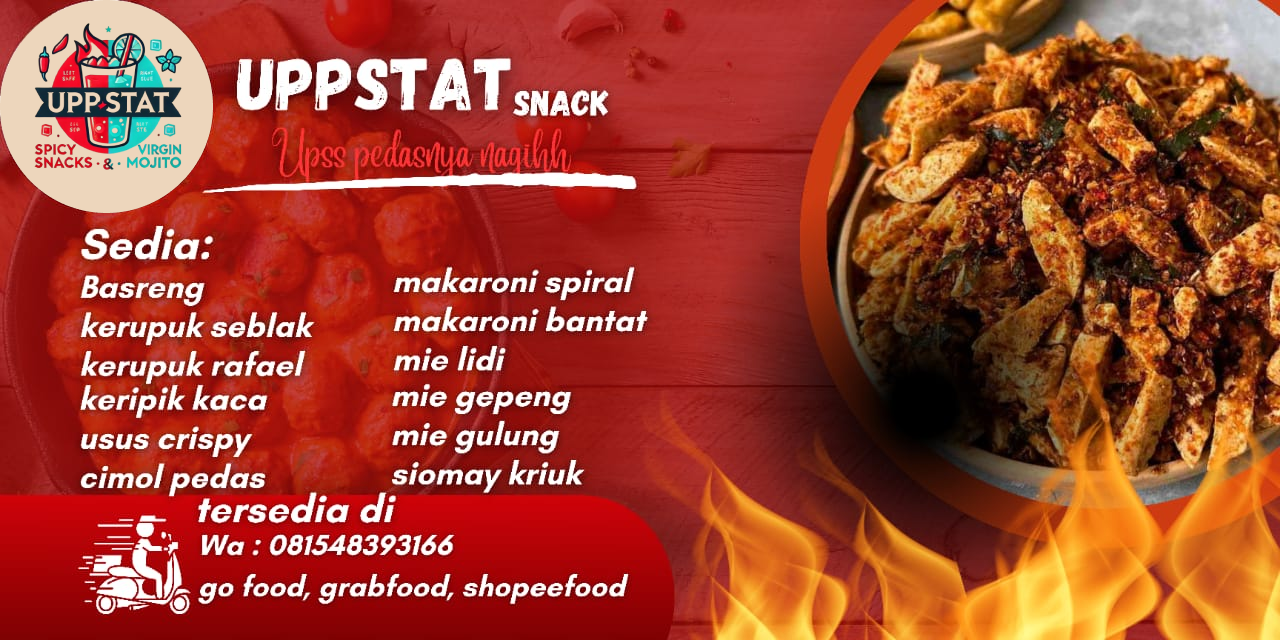 UPPSTAT
SPICY
SNACKS
&
VIRGIN
MOJITO
UPPSTAT SNACK
Upss pedasnya nagihh
Sedia:
Basreng
kerupuk seblak
kerupuk rafael
keripik kaca
usus crispy
cimol pedas
makaroni spiral
makaroni bantat
mie lidi
mie gepeng
mie gulung
siomay kriuk
tersedia di
Wa : 081548393166
go food, grabfood, shopeefood